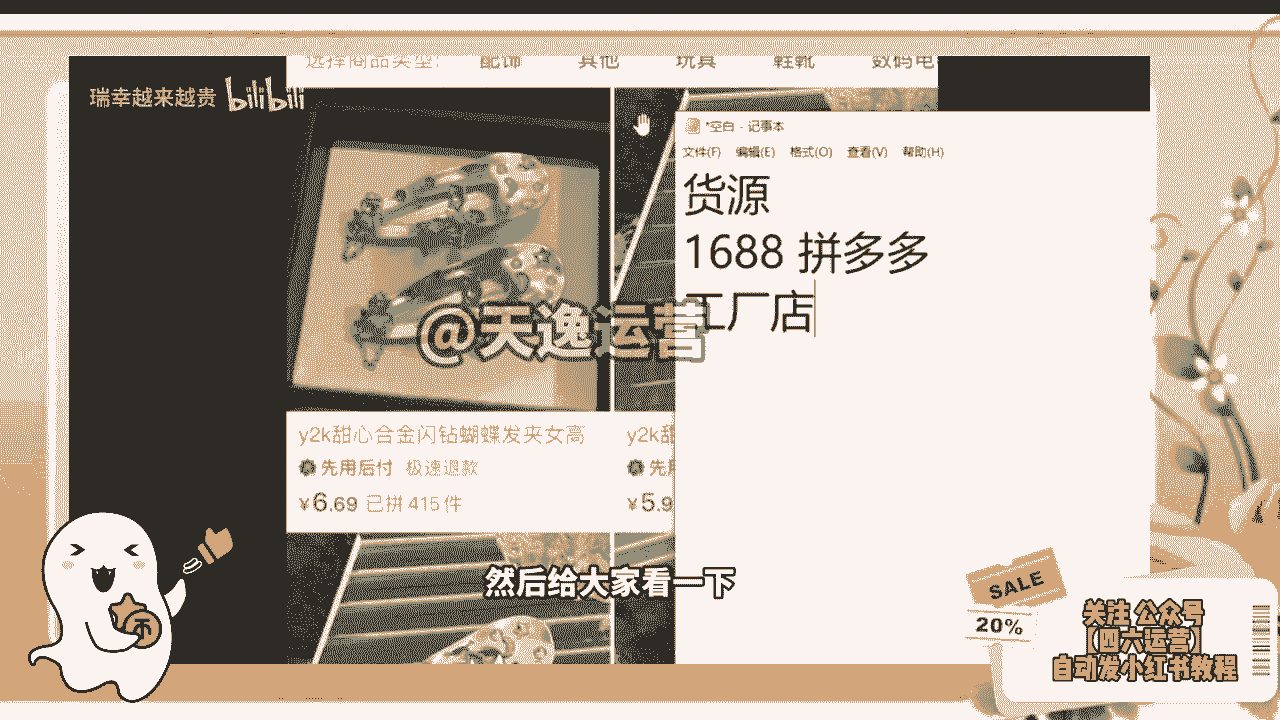 选择商品类型: 配饰 其他 玩具 鞋靴 数码电
瑞幸越来越贵 bilibili
*空白 - 记事本
文件(F) 编辑(E) 格式(O) 查看(V) 帮助(H)
货源
1688 拼多多
工厂店
@天逸运营
y2k甜心合金闪钻蝴蝶发夹女高
先用后付 极速退款
¥6.69 已拼 415 件
y2k甜
先用
¥5.9
然后给大家看一下
SALE
20%
关注 公众号
【四六运营】
自动发小红书教程